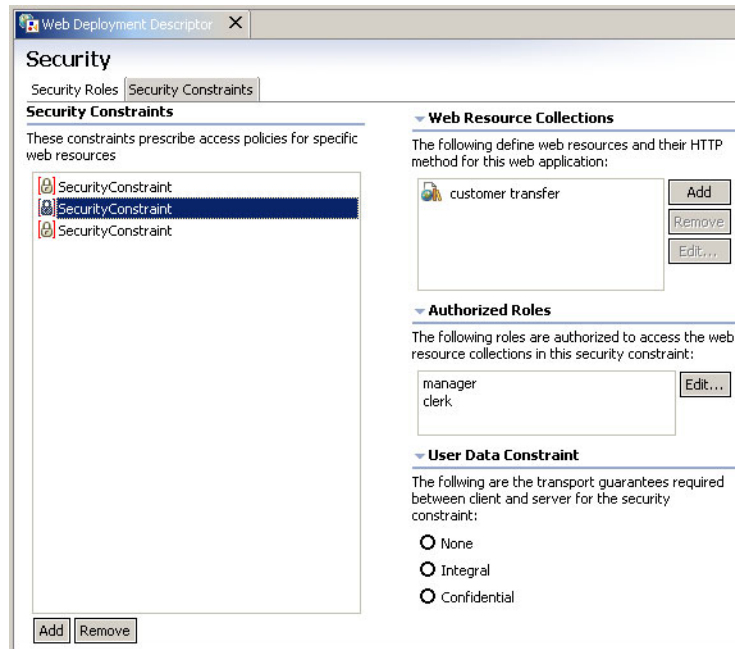 Web Deployment Descriptor
Security
Security Roles
Security Constraints
Security Constraints
These constraints prescribe access policies for specific
web resources
SecurityConstraint
SecurityConstraint
SecurityConstraint
Add
Remove
Web Resource Collections
The following define web resources and their HTTP
method for this web application:
customer transfer
Add
Remove
Edit...
Authorized Roles
The following roles are authorized to access the web
resource collections in this security constraint:
manager
clerk
Edit...
User Data Constraint
The follwing are the transport guarantees required
between client and server for the security
constraint:
None
Integral
Confidential